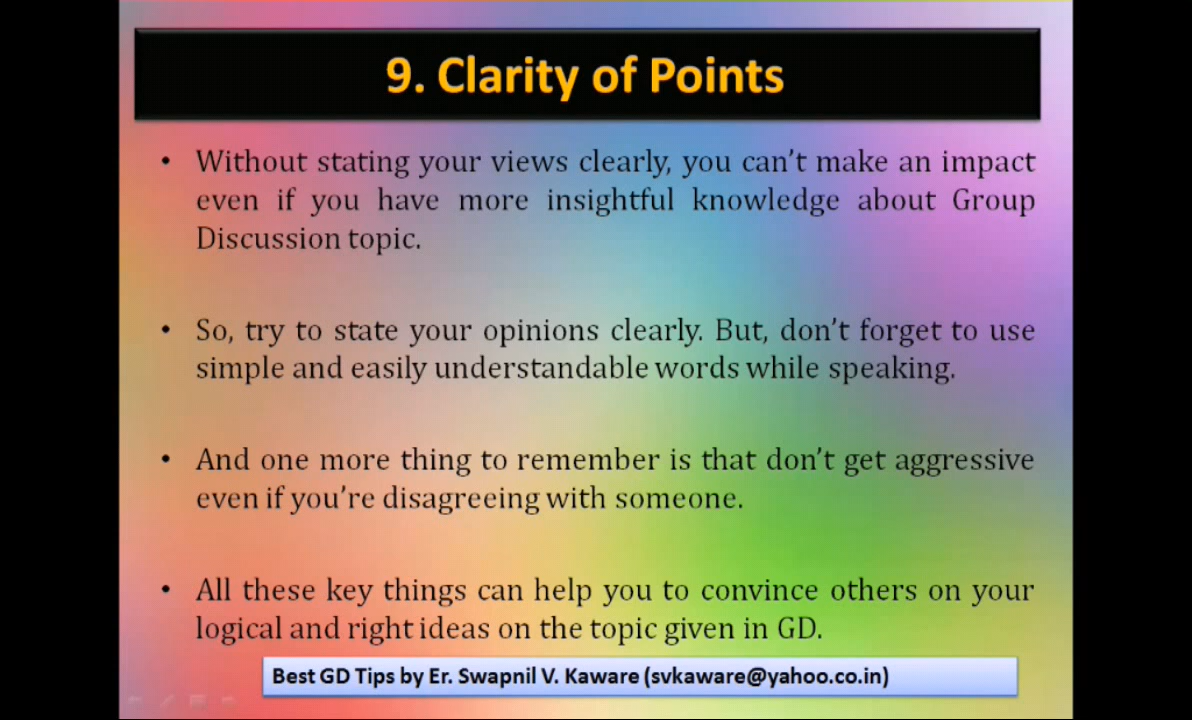 9. Clarity of Points
• Without stating your views clearly, you can't make an impact
even if you have more insightful knowledge about Group
Discussion topic.
• So, try to state your opinions clearly. But, don't forget to use
simple and easily understandable words while speaking.
• And one more thing to remember is that don't get aggressive
even if you're disagreeing with someone.
• All these key things can help you to convince others on your
logical and right ideas on the topic given in GD.
Best GD Tips by Er. Swapnil V. Kaware (svkaware@yahoo.co.in)